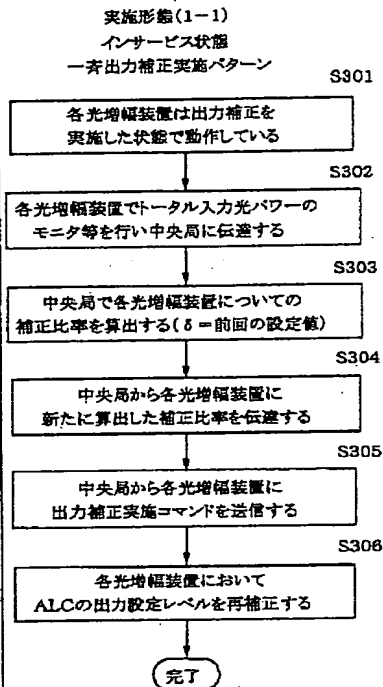 実施形態(1-1)
インサービス状態
一斉出力補正実施パターン
S301
各光増幅装置は出力補正を
実施した状態で動作している
S302
各光増幅装置でトータル入力光パワーの
モニタ等を行い中央局に伝達する
S303
中央局で各光増幅装置についての
補正比率を算出する(δ=前回の設定値)
S304
中央局から各光増幅装置に
新たに算出した補正比率を伝達する
S305
中央局から各光増幅装置に
出力補正実施コマンドを送信する
S306
各光増幅装置において
ALCの出力設定レベルを再補正する
完了